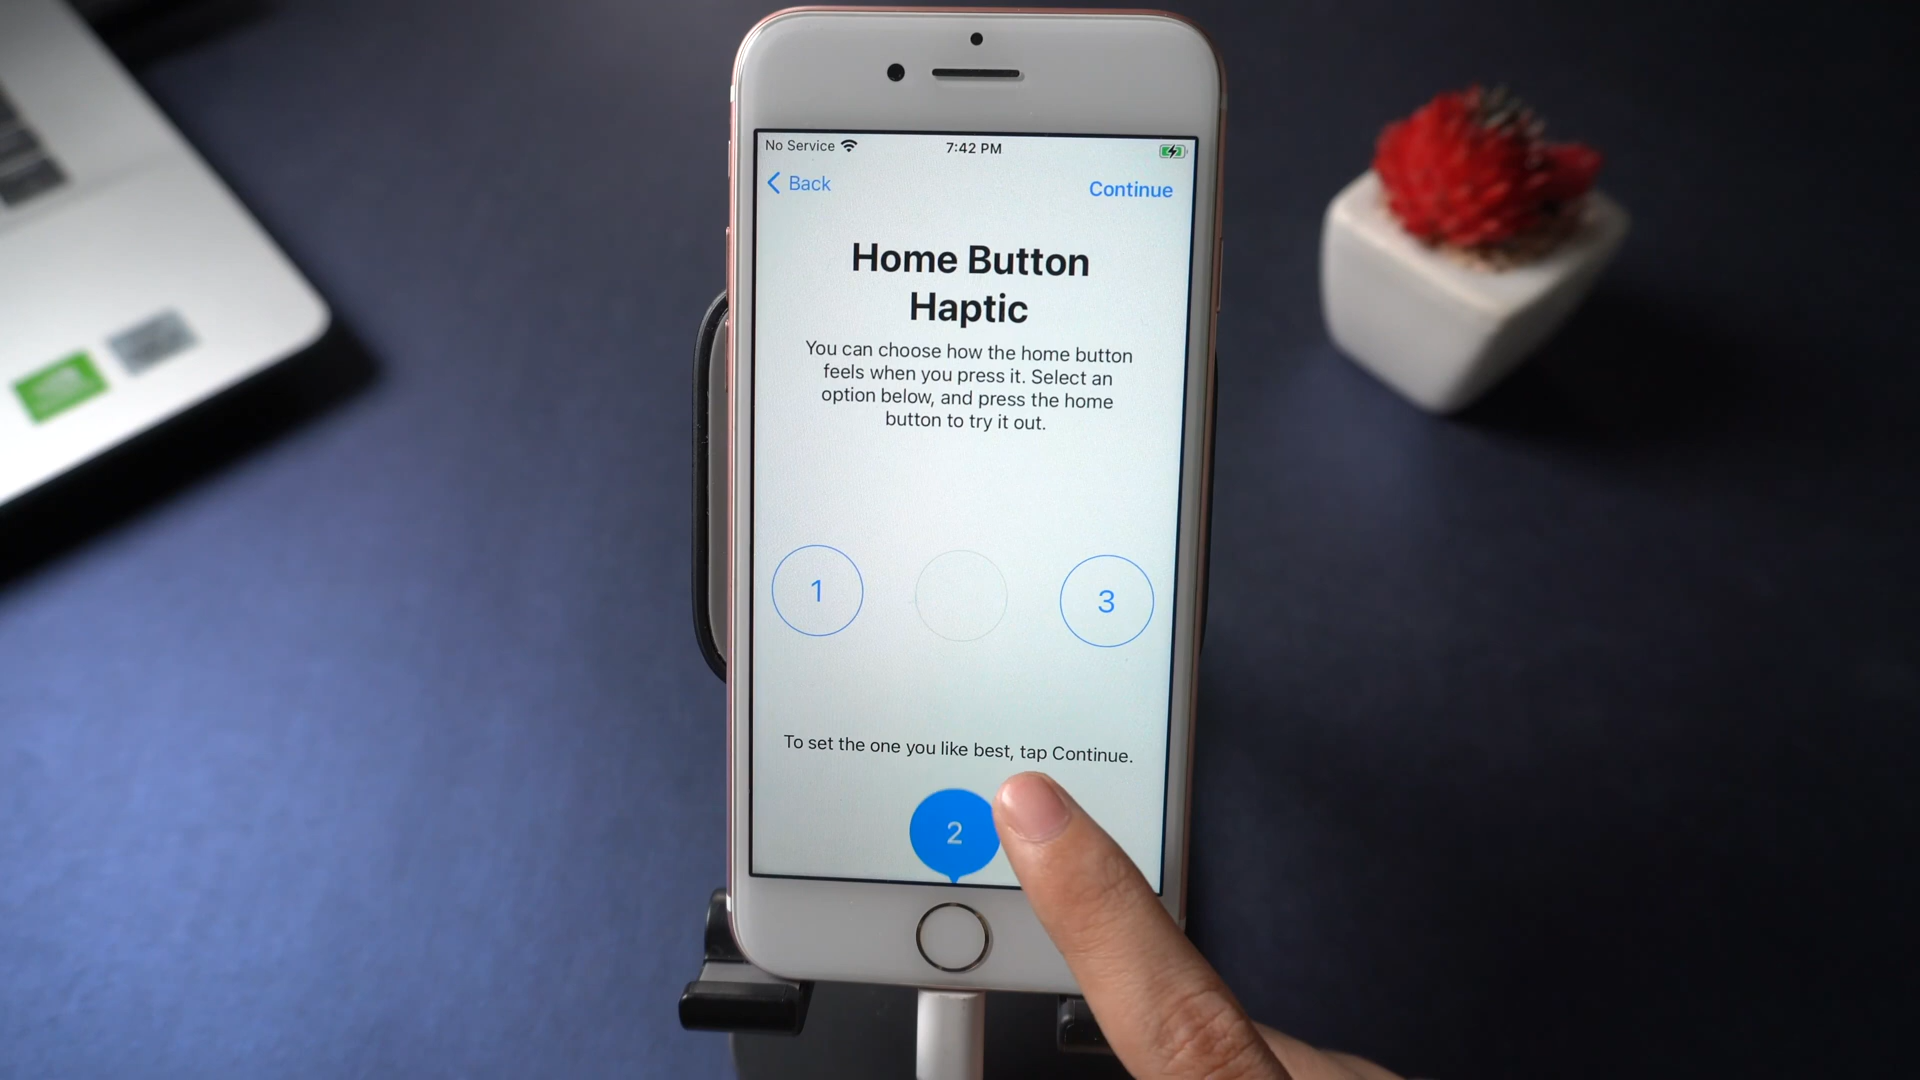 No Service
7:42 PM
Back
Continue
Home Button
Haptic
You can choose how the home button
feels when you press it. Select an
option below, and press the home
button to try it out.
1
3
To set the one you like best, tap Continue.
2